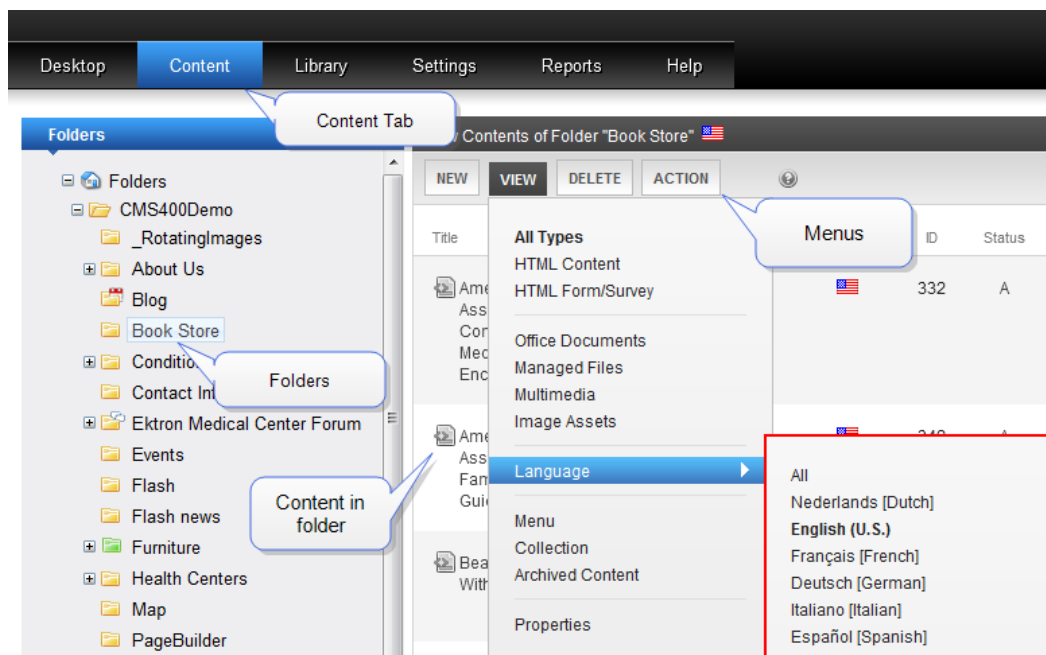 Desktop Content Library Settings Reports Help
Content Tab
Folders
Contents of Folder "Book Store"
NEW VIEW DELETE ACTION
Menus
Folders
CMS400Demo
_RotatingImages
About Us
Blog
Book Store
Folders
Contact
Ektron Medical Center Forum
Events
Flash
Flash news
Content in
folder
Furniture
Health Centers
Map
PageBuilder
Title ID Status
332 A
All Types
HTML Content
HTML Form/Survey
Office Documents
Managed Files
Multimedia
Image Assets
Language
Menu
Collection
Archived Content
Properties
All
Nederlands [Dutch]
English (U.S.)
Français [French]
Deutsch [German]
Italiano [Italian]
Español [Spanish]